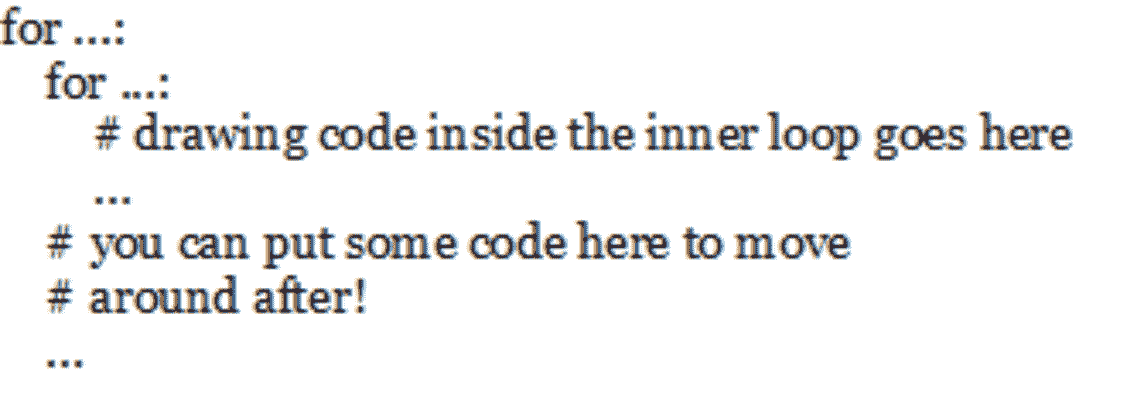 for ...:
for ...:
# drawing code inside the inner loop goes here
...
# you can put some code here to move
# around after!
...